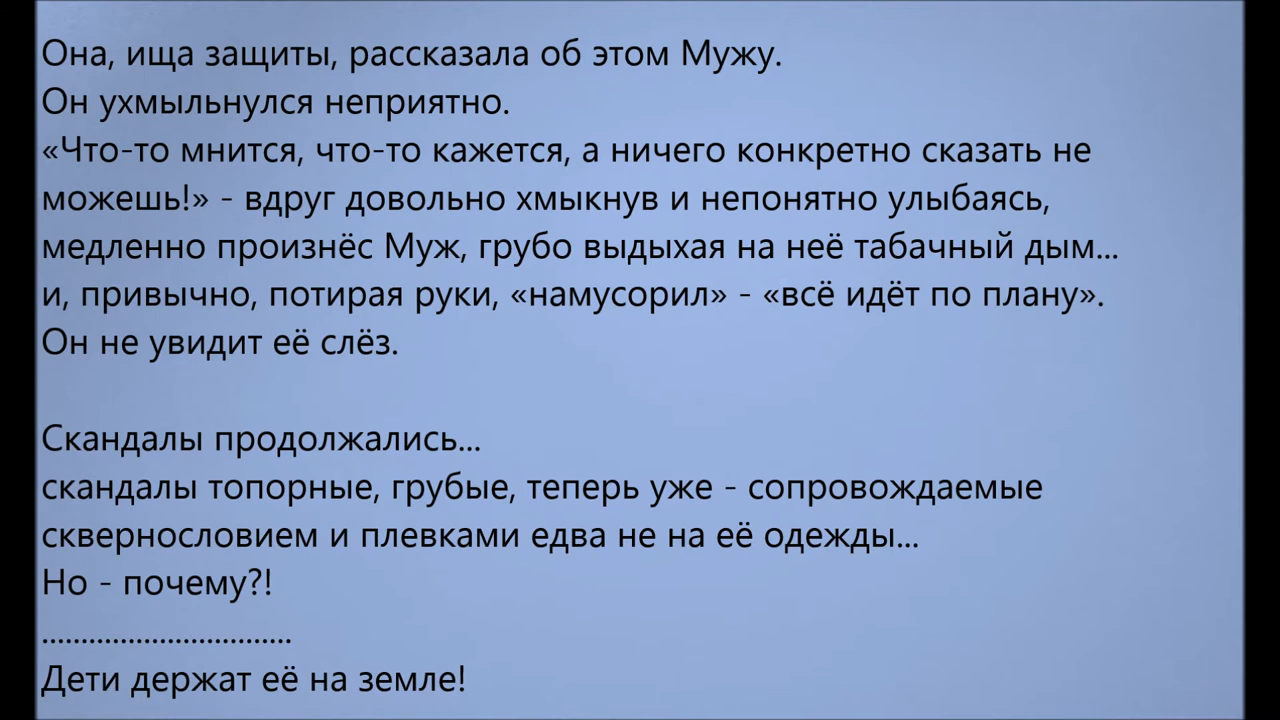 Она, ища защиты, рассказала об этом Мужу.
Он ухмыльнулся неприятно.
«Что-то мнится, что-то кажется, а ничего конкретно сказать не
можешь!» - вдруг довольно хмыкнув и непонятно улыбаясь,
медленно произнёс Муж, грубо выдыхая на неё табачный дым...
и, привычно, потирая руки, «намусорил» - «всё идёт по плану».
Он не увидит её слёз.
Скандалы продолжались...
скандалы топорные, грубые, теперь уже - сопровождаемые
сквернословием и плевками едва не на её одежды...
Но - почему?!
................................
Дети держат её на земле!